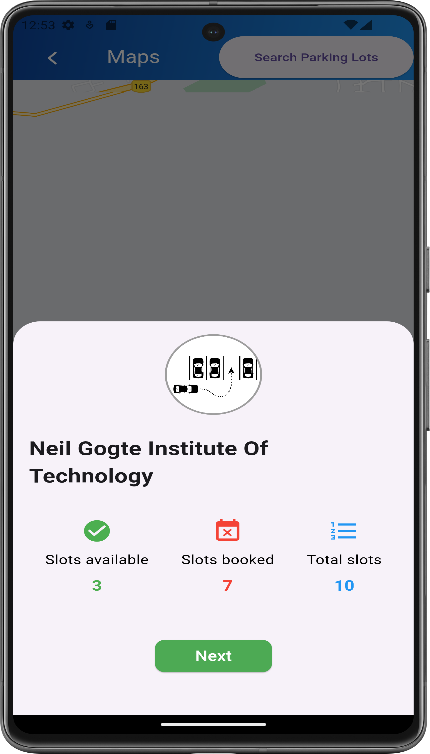 12:53
Maps
Search Parking Lots
163
Neil Gogte Institute Of
Technology
Slots available
Slots booked
Total slots
3
7
10
Next